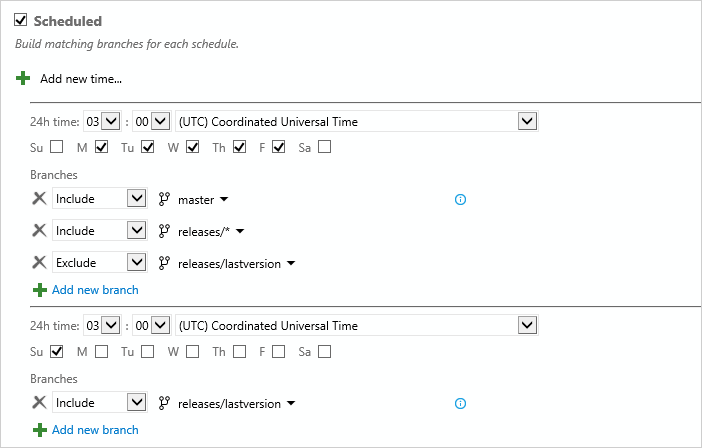 Scheduled
Build matching branches for each schedule.
Add new time...
24h time: 03 : 00 (UTC) Coordinated Universal Time
Su M Tu W Th F Sa
Branches
Include master
Include releases/*
Exclude releases/lastversion
Add new branch
24h time: 03 : 00 (UTC) Coordinated Universal Time
Su M Tu W Th F Sa
Branches
Include releases/lastversion
Add new branch